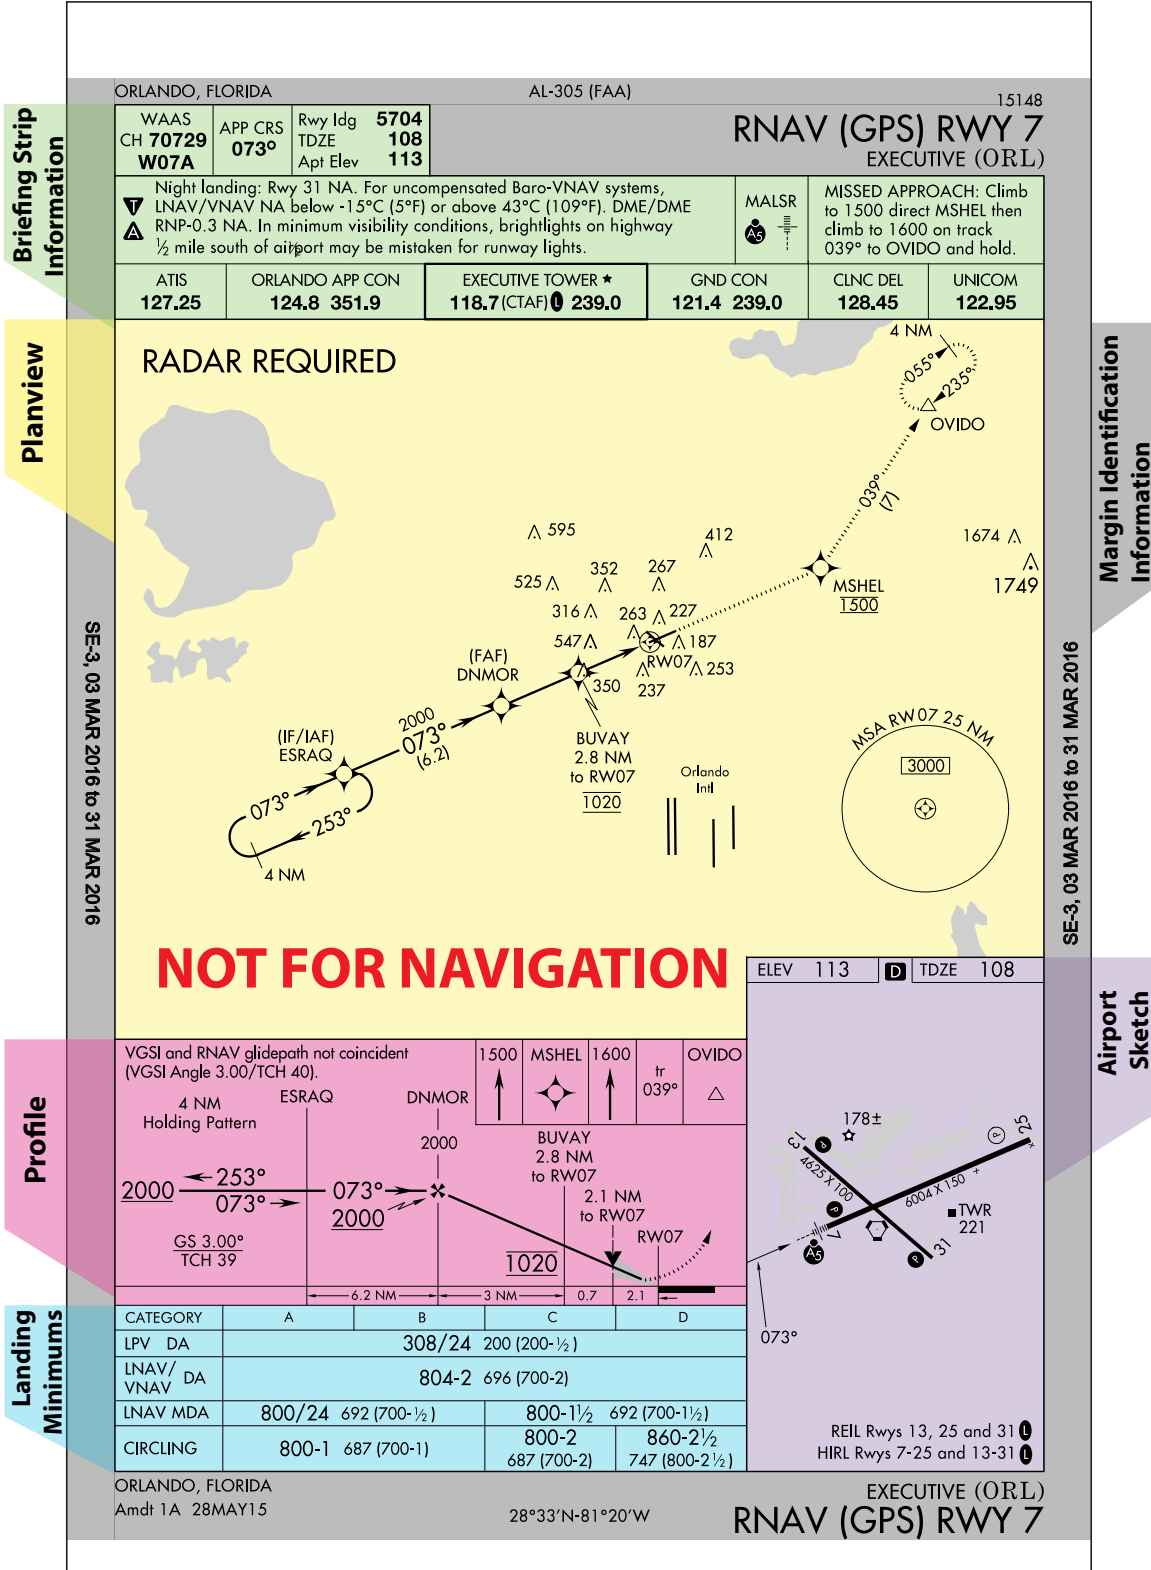 ORLANDO, FLORIDA
AL-305 (FAA)
15148
WAAS
CH 70729
W07A
APP CRS
073°
Rwy ldg 5704
TDZE 108
Apt Elev 113
RNAV (GPS) RWY 7
EXECUTIVE (ORL)
Briefing Strip
Information
T
A
Night landing: Rwy 31 NA. For uncompensated Baro-VNAV systems,
LNAV/VNAV NA below -15°C (5°F) or above 43°C (109°F). DME/DME
RNP-0.3 NA. In minimum visibility conditions, brightlights on highway
½ mile south of airport may be mistaken for runway lights.
MALSR
A5
MISSED APPROACH: Climb
to 1500 direct MSHEL then
climb to 1600 on track
039° to OVIDO and hold.
ATIS
127.25
ORLANDO APP CON
124.8 351.9
EXECUTIVE TOWER ★
118.7 (CTAF) L 239.0
GND CON
121.4 239.0
CLNC DEL
128.45
UNICOM
122.95
Planview
Margin Identification
Information
RADAR REQUIRED
4 NM
055°
235°
OVIDO
039°
(7)
595
412
1674
1749
525
352
267
MSHEL
1500
316
263
227
547
187
RW07
253
237
350
(FAF)
DNMOR
2000
073°
(6.2)
(IF/IAF)
ESRAQ
073°
253°
4 NM
BUVAY
2.8 NM
to RW07
1020
Orlando
Intl
MSA RW07 25 NM
3000
SE-3, 03 MAR 2016 to 31 MAR 2016
SE-3, 03 MAR 2016 to 31 MAR 2016
NOT FOR NAVIGATION
Airport
Sketch
ELEV 113
D
TDZE 108
178±
13
25
P
P
P
P
4625 X 100
6004 X 150
TWR
221
7
31
A5
073°
REIL Rwys 13, 25 and 31 L
HIRL Rwys 7-25 and 13-31 L
Profile
VGSI and RNAV glidepath not coincident
(VGSI Angle 3.00/TCH 40).
1500
MSHEL
1600
tr
039°
OVIDO
4 NM
Holding Pattern
ESRAQ
DNMOR
2000
BUVAY
2.8 NM
to RW07
2.1 NM
to RW07
RW07
2000
253°
073°
073°
2000
GS 3.00°
TCH 39
1020
6.2 NM
3 NM
0.7
2.1
Landing
Minimums
CATEGORY A B C D
LPV DA 308/24 200 (200-½)
LNAV/
VNAV DA 804-2 696 (700-2)
LNAV MDA 800/24 692 (700-½) 800-1½ 692 (700-1½)
CIRCLING 800-1 687 (700-1)
800-2
687 (700-2)
860-2½
747 (800-2½)
ORLANDO, FLORIDA
Amdt 1A 28MAY15
28°33'N-81°20'W
EXECUTIVE (ORL)
RNAV (GPS) RWY 7